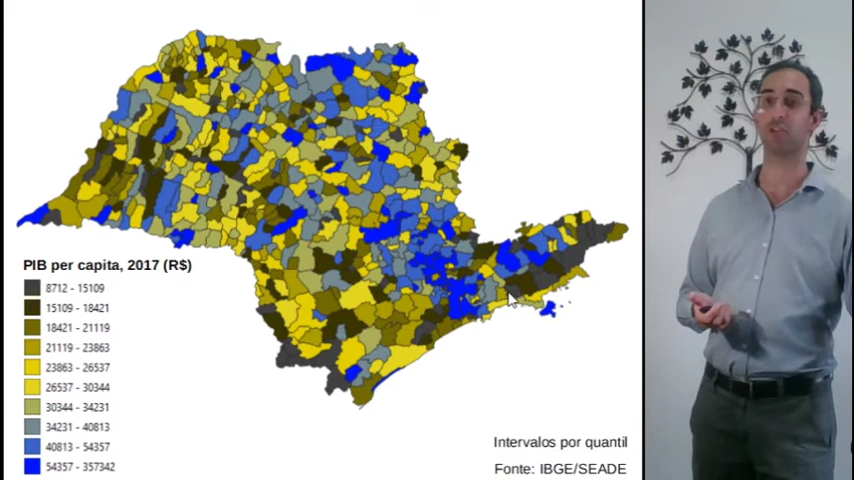 PIB per capita, 2017 (R$)
8712 - 15109
15109 - 18421
18421 - 21119
21119 - 23863
23863 - 26537
26537 - 30344
30344 - 34231
34231 - 40813
40813 - 54357
54357 - 357342
Intervalos por quantil
Fonte: IBGE/SEADE